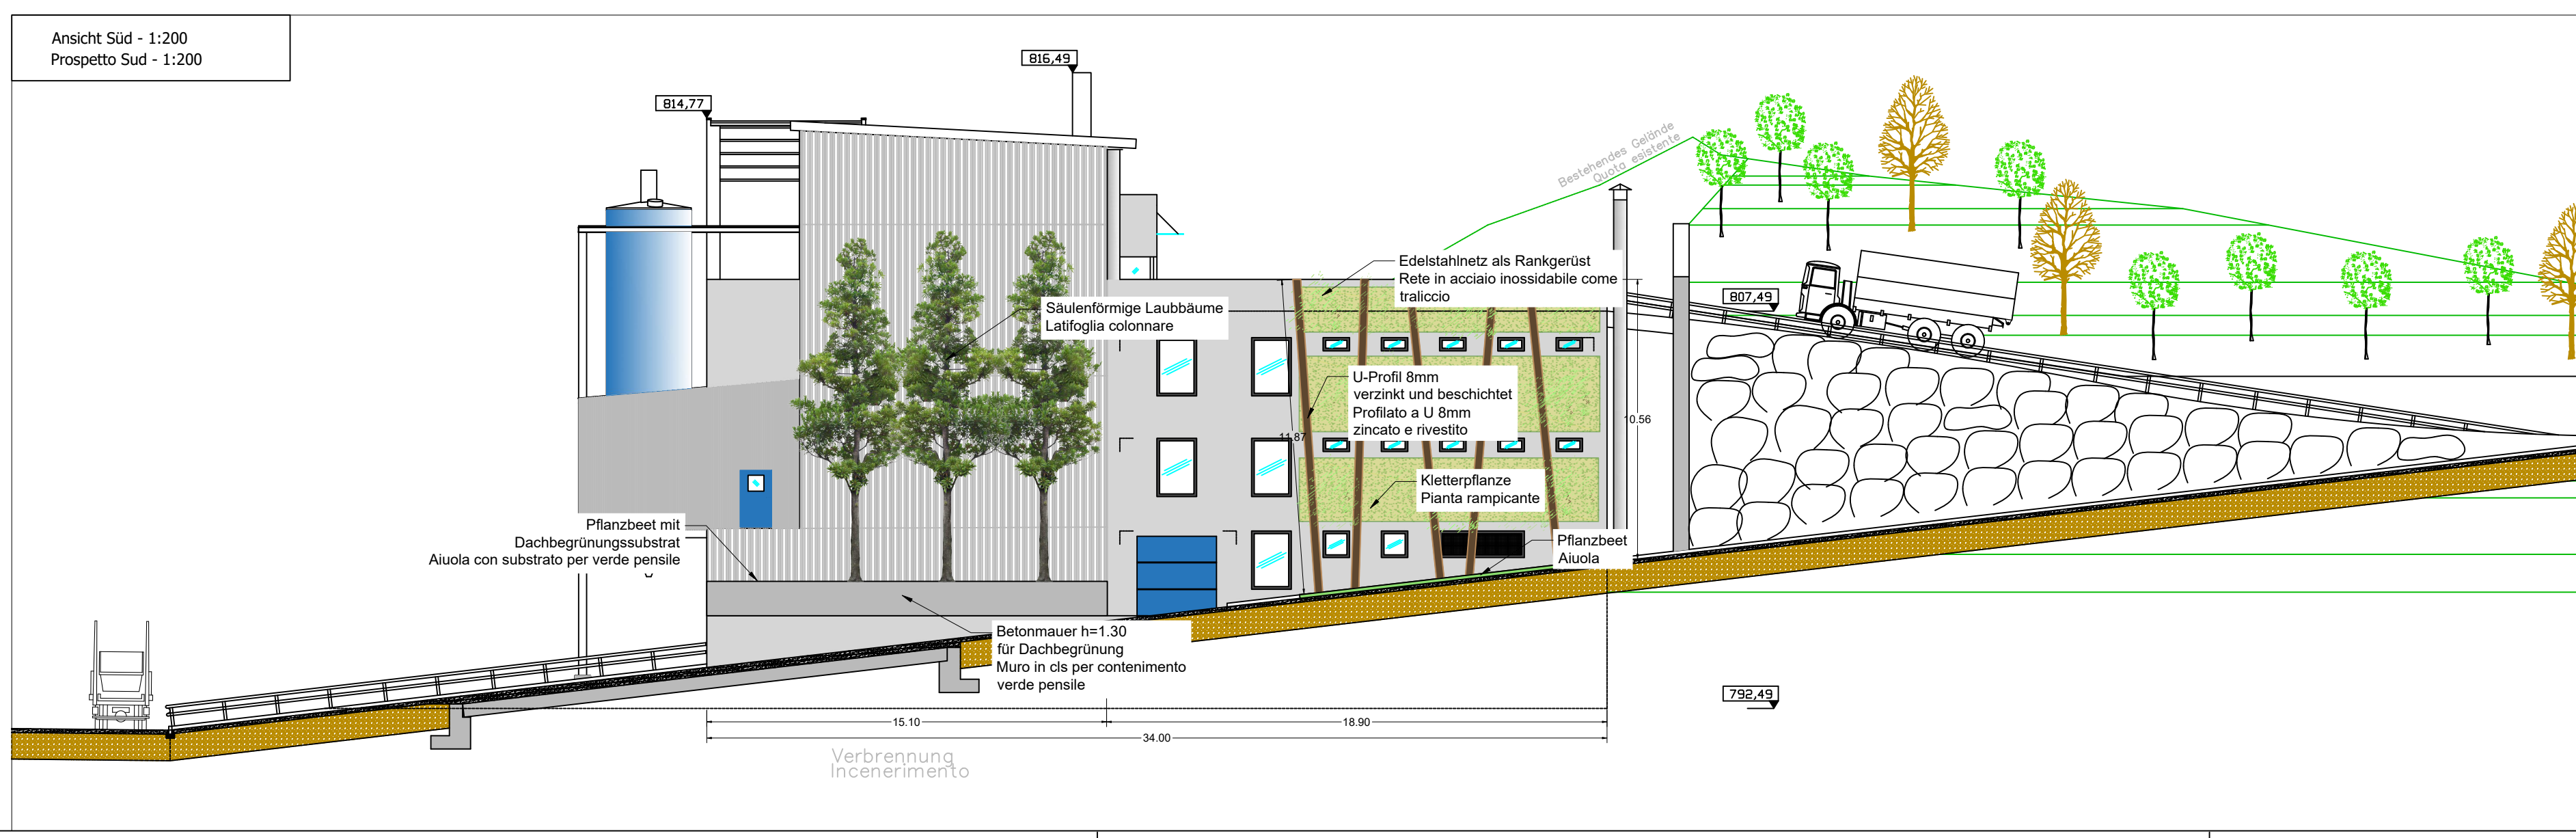 Ansicht Süd - 1:200
Prospetto Sud - 1:200
816,49
814,77
Bestehendes Gelände
Quota esistente
Edelstahlnetz als Rankgerüst
Rete in acciaio inossidabile come
traliccio
807,49
Säulenförmige Laubbäume
Latifoglia colonnare
U-Profil 8mm
verzinkt und beschichtet
Profilato a U 8mm
zincato e rivestito
11.87
10.56
Kletterpflanze
Pianta rampicante
Pflanzbeet mit
Dachbegrünungssubstrat
Aiuola con substrato per verde pensile
Pflanzbeet
Aiuola
Betonmauer h=1.30
für Dachbegrünung
Muro in cls per contenimento
verde pensile
792,49
15.10
18.90
34.00
Verbrennung
Incenerimento